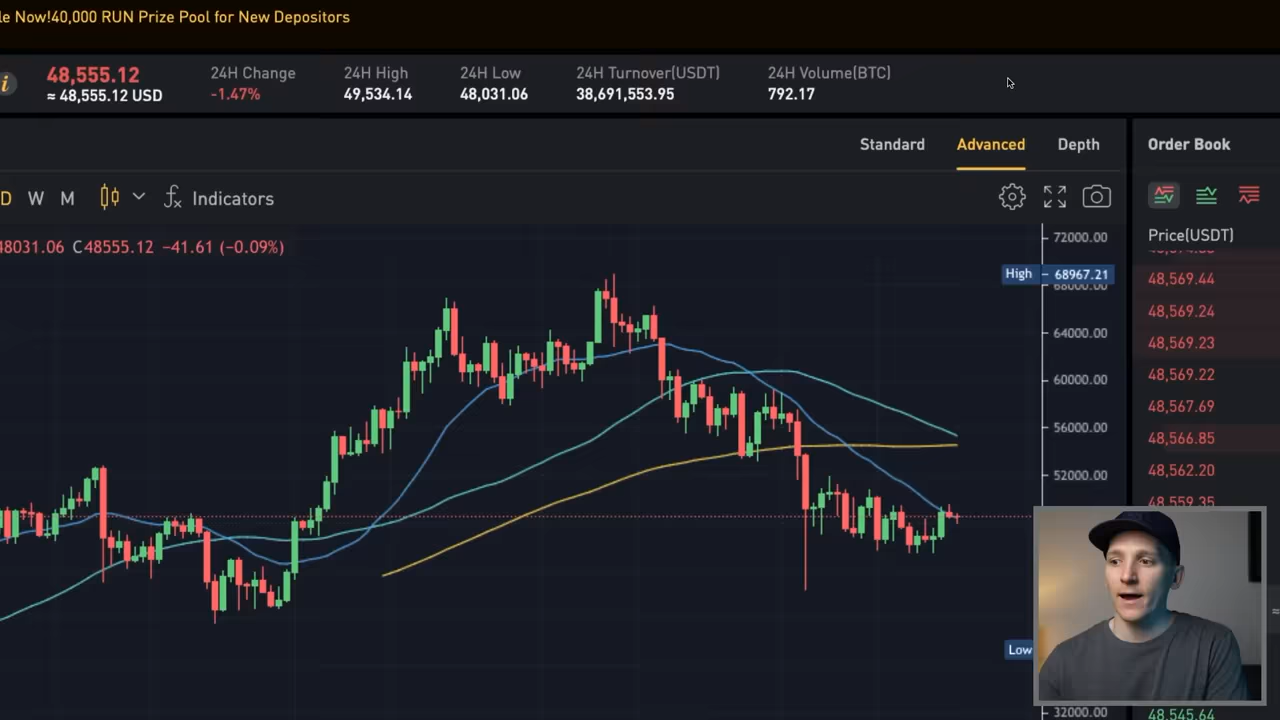 le Now!40,000 RUN Prize Pool for New Depositors
i
48,555.12
≈ 48,555.12 USD
24H Change
-1.47%
24H High
49,534.14
24H Low
48,031.06
24H Turnover(USDT)
38,691,553.95
24H Volume(BTC)
792.17
Standard
Advanced
Depth
D W M
Indicators
48031.06 C48555.12 −41.61 (−0.09%)
72000.00
High 68967.21
68000.00
64000.00
60000.00
56000.00
52000.00
Low
32000.00
Order Book
Price(USDT)
48,569.44
48,569.24
48,569.23
48,569.22
48,567.69
48,566.85
48,562.20
48,559.35
48,545.64